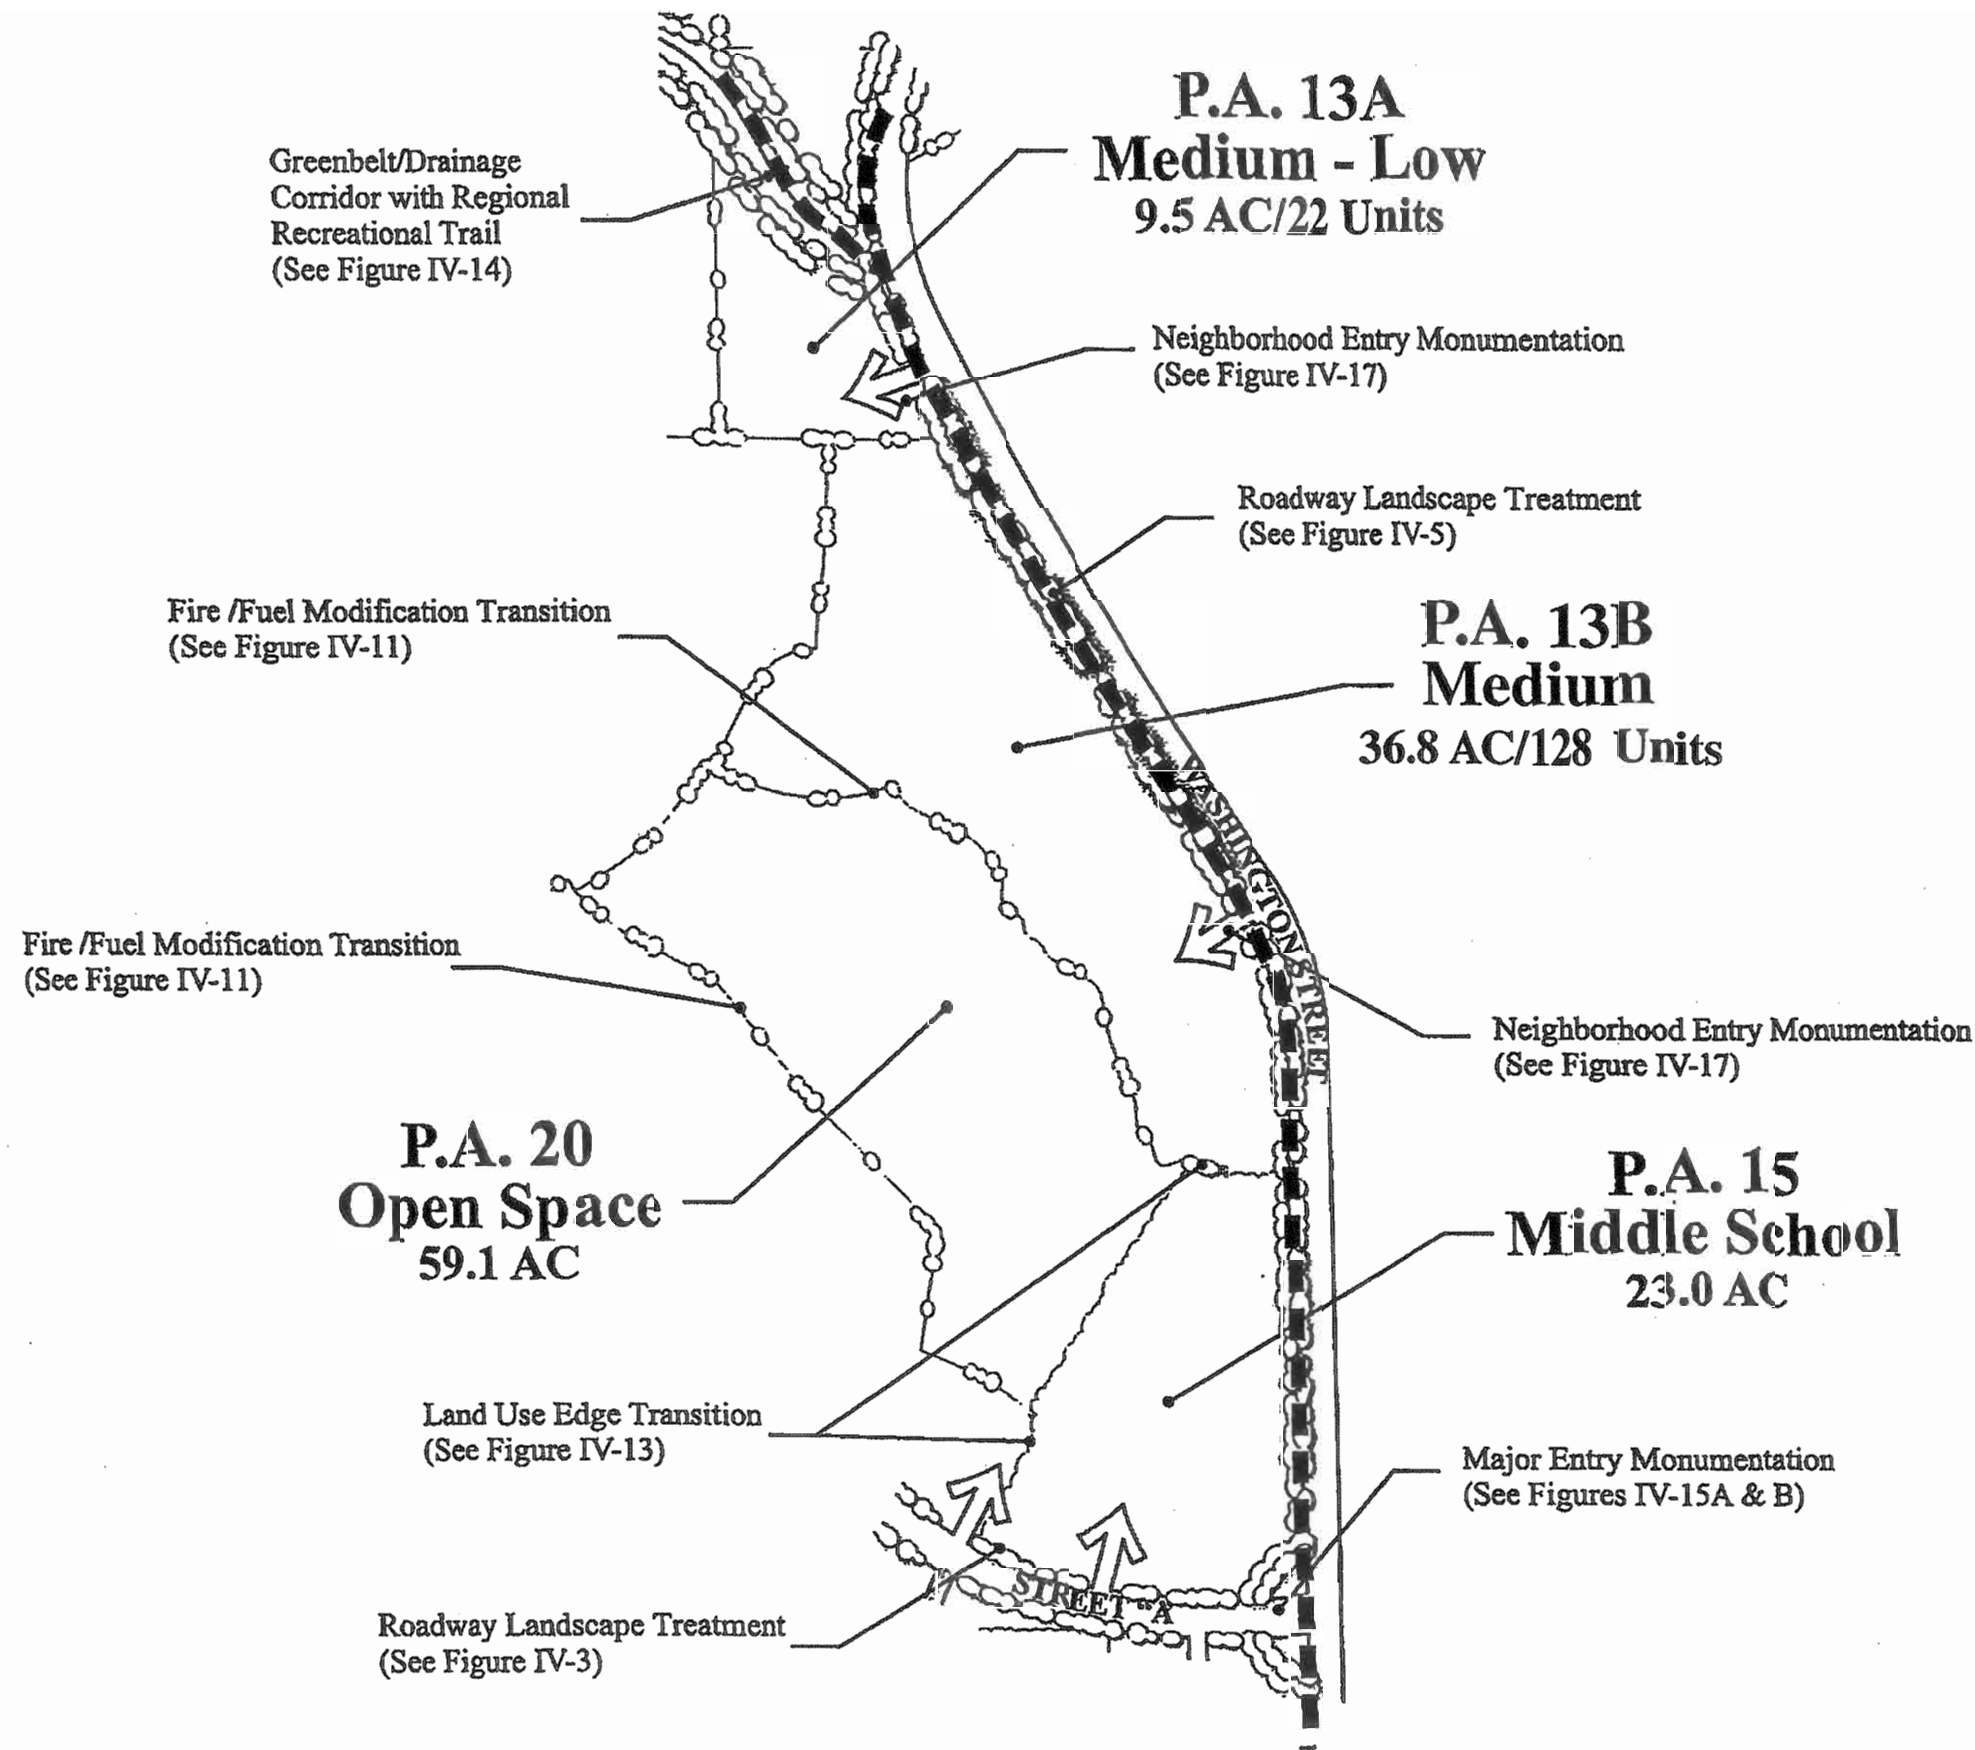 P.A. 13A
Medium - Low
9.5 AC/22 Units
Greenbelt/Drainage
Corridor with Regional
Recreational Trail
(See Figure IV-14)
Neighborhood Entry Monumentation
(See Figure IV-17)
Roadway Landscape Treatment
(See Figure IV-5)
Fire /Fuel Modification Transition
(See Figure IV-11)
P.A. 13B
Medium
36.8 AC/128 Units
WASHINGTON STREET
Fire /Fuel Modification Transition
(See Figure IV-11)
Neighborhood Entry Monumentation
(See Figure IV-17)
P.A. 20
Open Space
59.1 AC
P.A. 15
Middle School
23.0 AC
Land Use Edge Transition
(See Figure IV-13)
Major Entry Monumentation
(See Figures IV-15A & B)
STREET "A
Roadway Landscape Treatment
(See Figure IV-3)